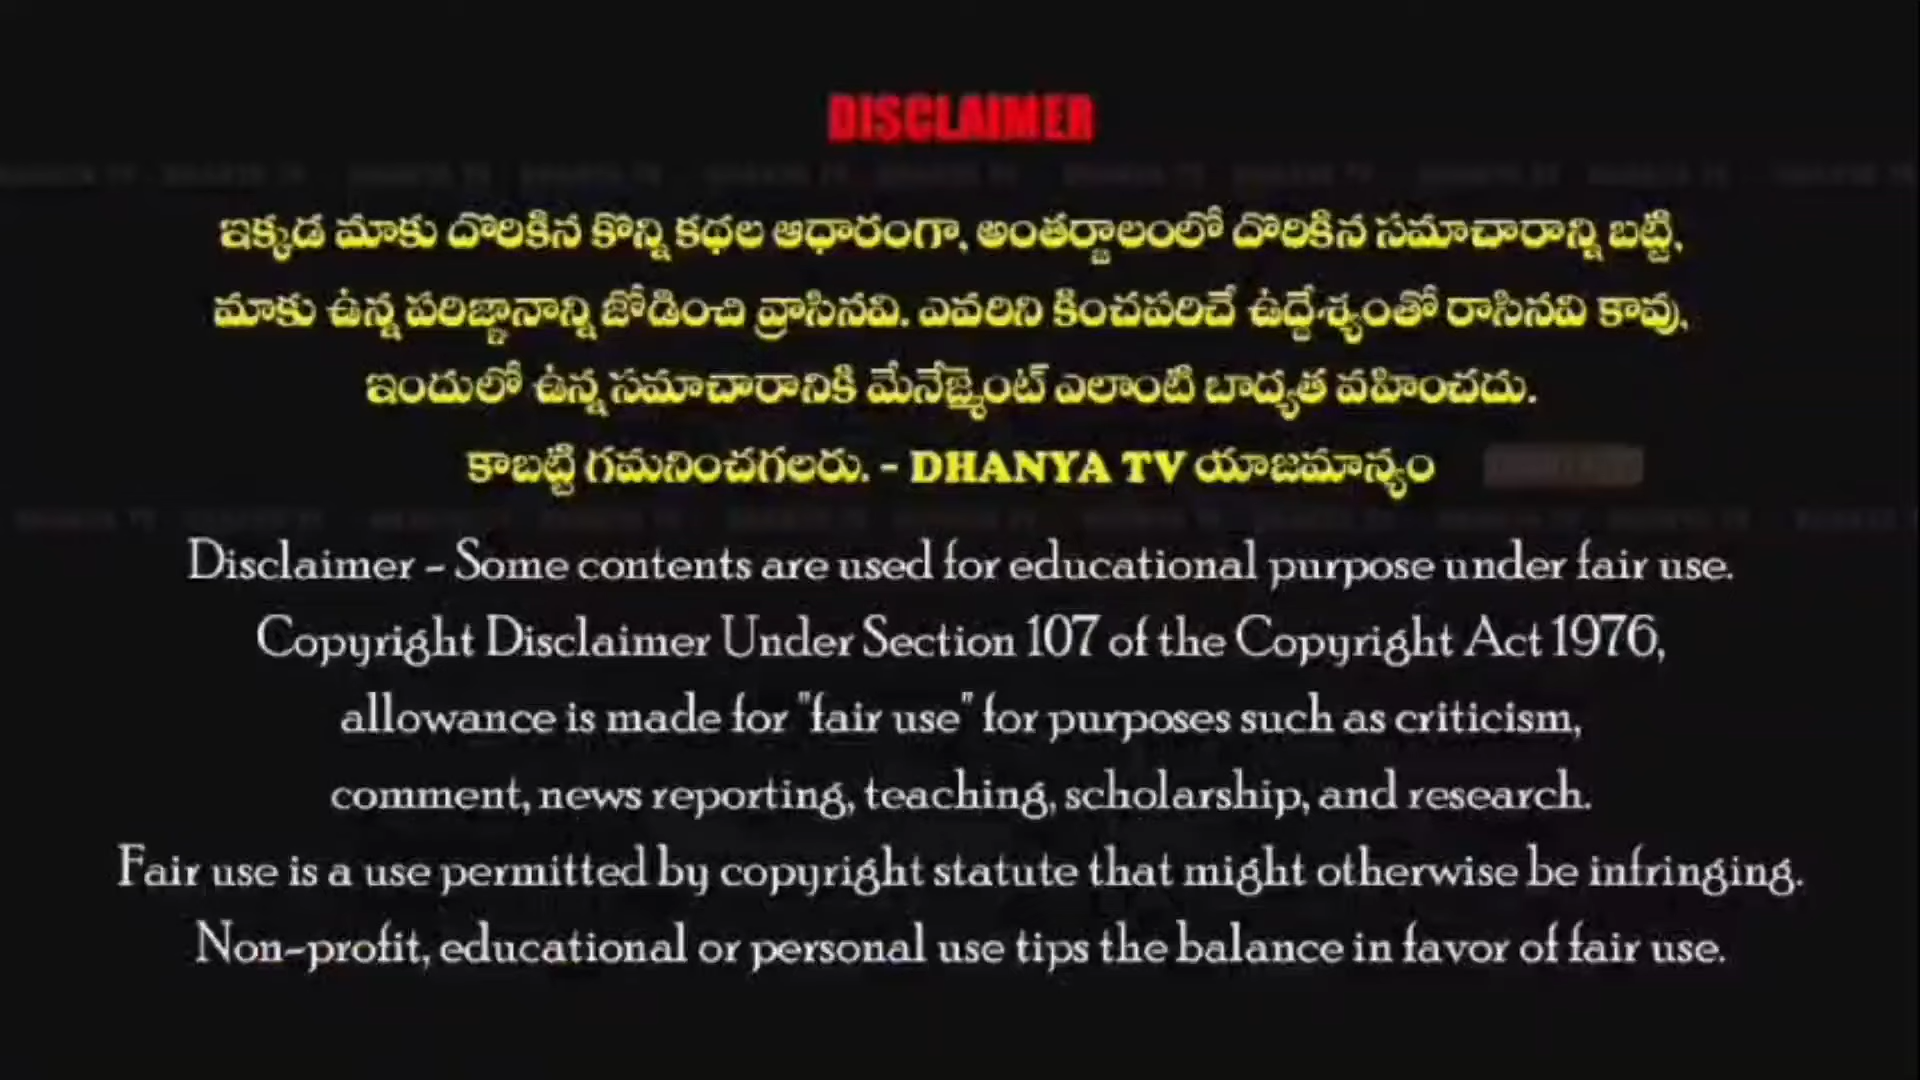 DISCLAIMER
ఇక్కడ మాకు దొరికిన కొన్ని కథల ఆధారంగా, అంతర్జాలంలో దొరికిన సమాచారాన్ని బట్టి,
మాకు ఉన్న పరిజ్ఞానాన్ని జోడించి వ్రాసినవి. ఎవరిని కించపరిచే ఉద్దేశ్యంతో రాసినవి కావు,
ఇందులో ఉన్న సమాచారానికి మేనేజ్మెంట్ ఎలాంటి బాధ్యత వహించదు.
కాబట్టి గమనించగలరు. - DHANYA TV యాజమాన్యం
Disclaimer - Some contents are used for educational purpose under fair use.
Copyright Disclaimer Under Section 107 of the Copyright Act 1976,
allowance is made for "fair use" for purposes such as criticism,
comment, news reporting, teaching, scholarship, and research.
Fair use is a use permitted by copyright statute that might otherwise be infringing.
Non-profit, educational or personal use tips the balance in favor of fair use.